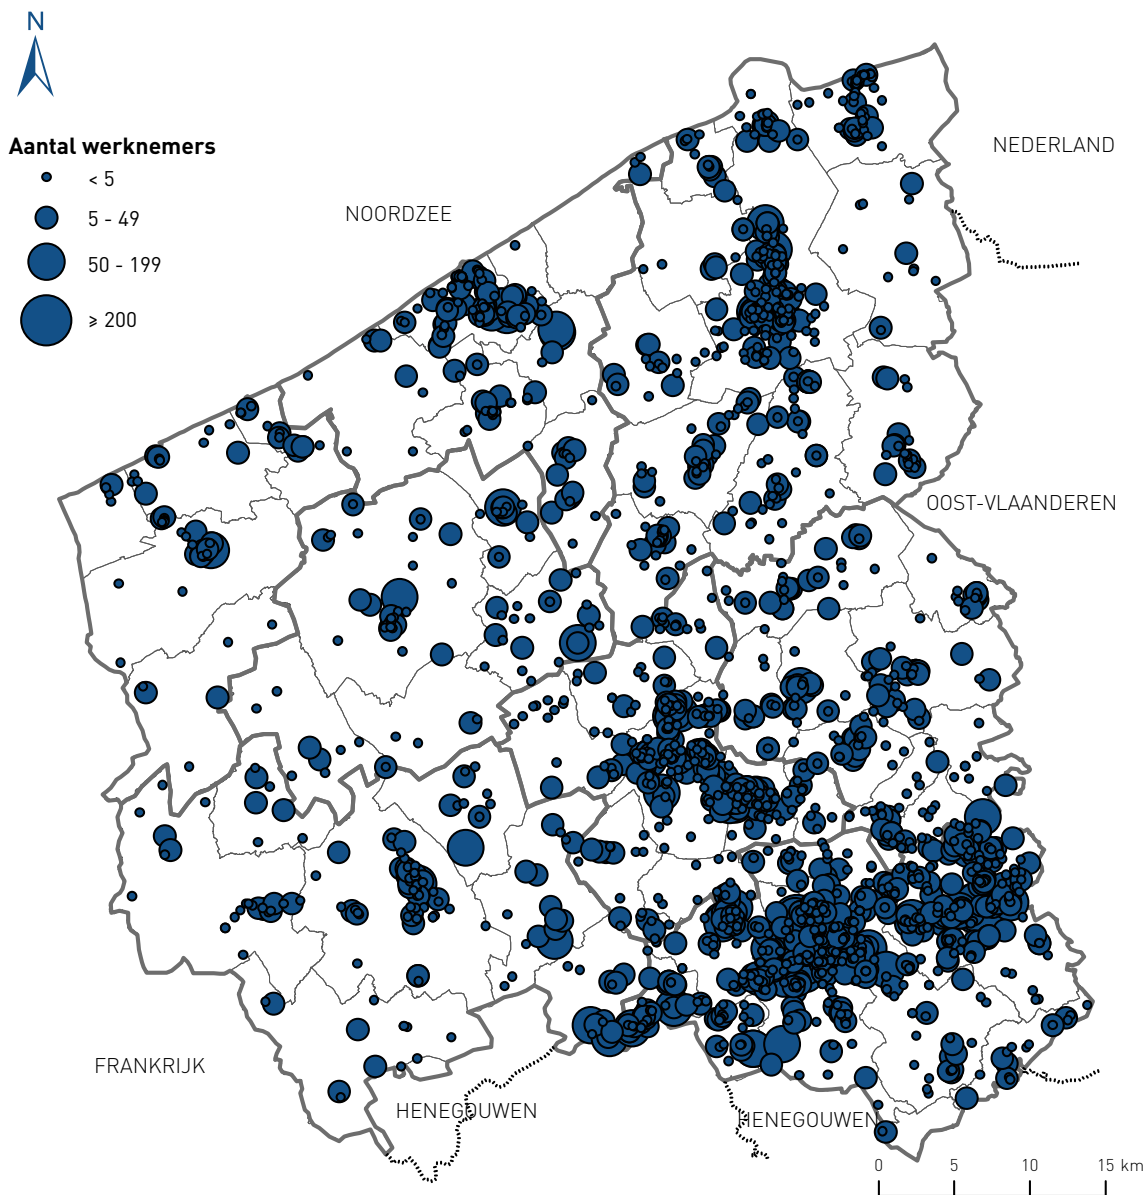 N
Aantal werknemers
< 5
5 - 49
50 - 199
≥ 200
NOORDZEE
NEDERLAND
OOST-VLAANDEREN
FRANKRIJK
HENEGOUWEN
HENEGOUWEN
0 5 10 15 km